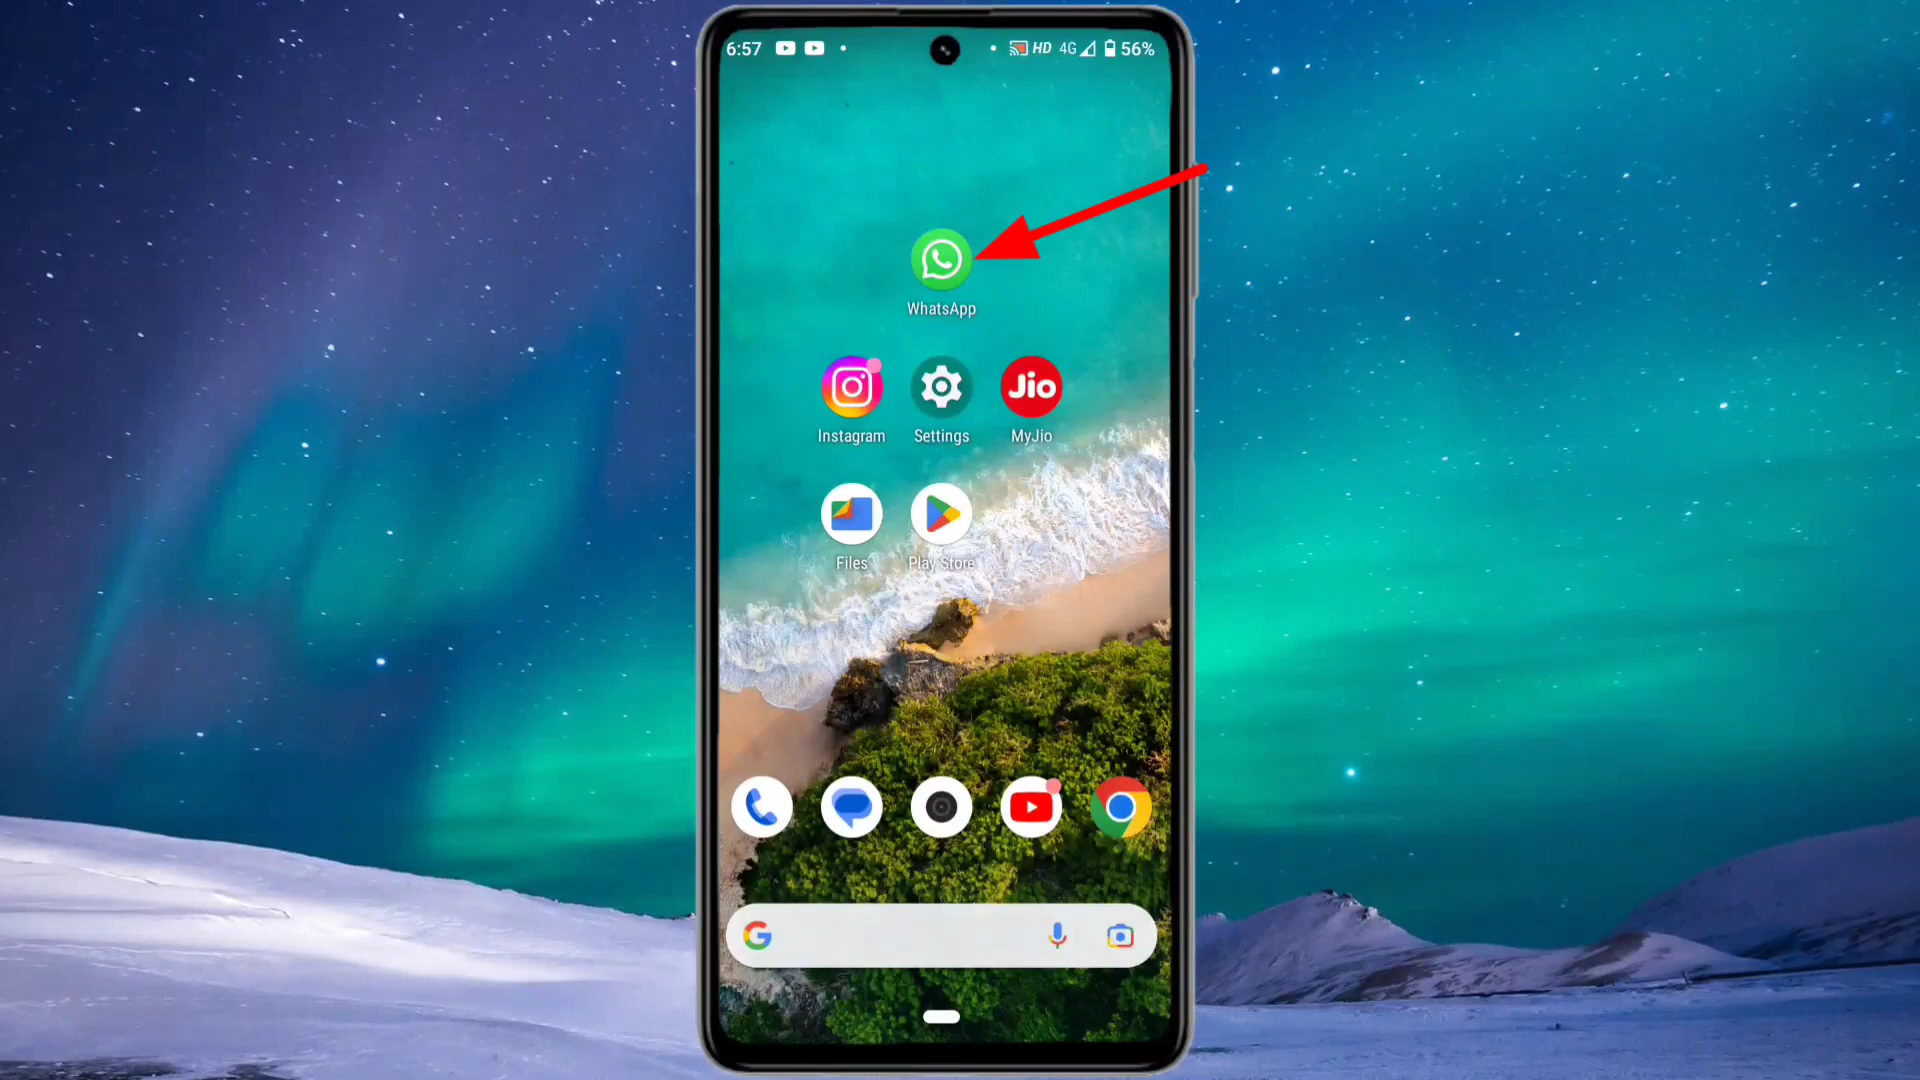 6:57 HD 4G 56%
WhatsApp
Jio
Instagram Settings MyJio
Files Play Store